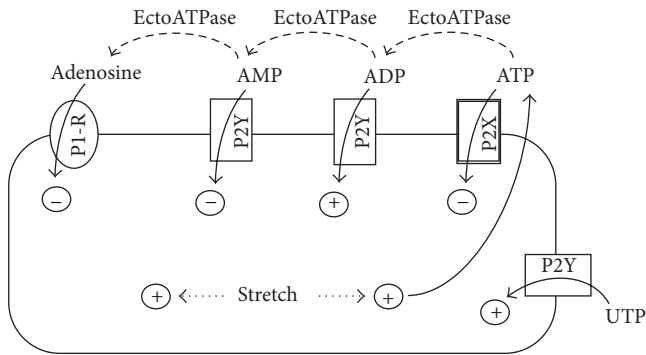 EctoATPase EctoATPase EctoATPase
Adenosine AMP ADP ATP
P1-R P2Y P2Y P2X
− − + −
+ Stretch + P2Y
+ UTP